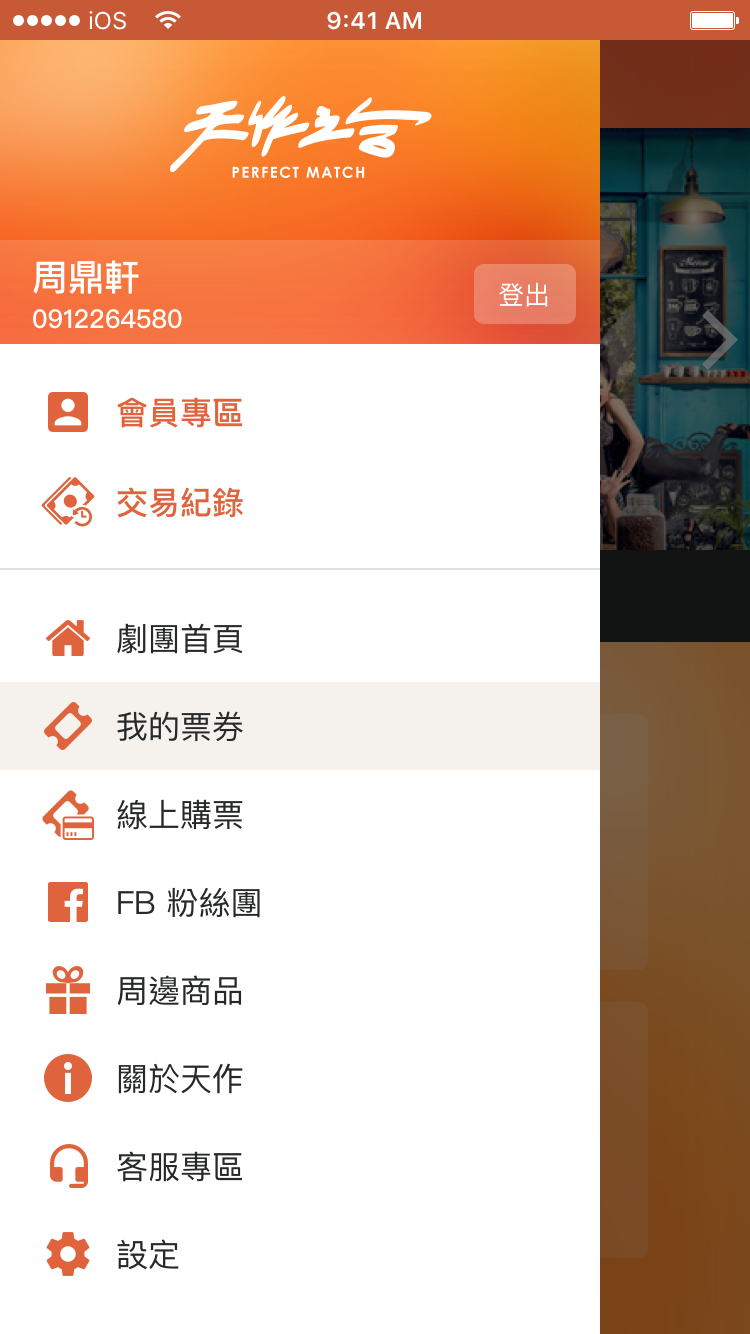 iOS
9:41 AM
天作之合
PERFECT MATCH
周鼎軒
0912264580
登出
會員專區
交易紀錄
劇團首頁
我的票券
線上購票
FB 粉絲團
周邊商品
關於天作
客服專區
設定